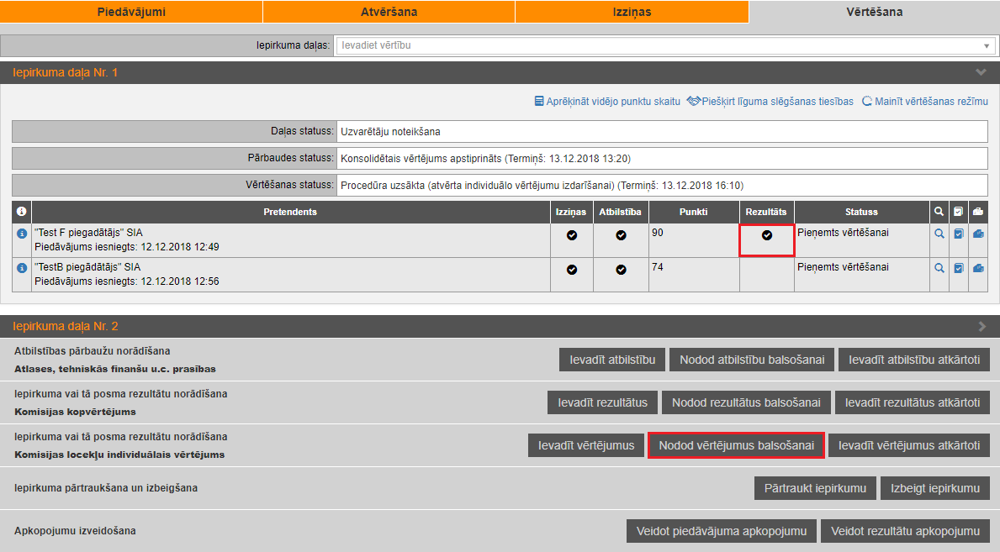 Piedāvājumi Atvēršana Izziņas Vērtēšana
Iepirkuma daļas: Ievadiet vērtību
Iepirkuma daļa Nr. 1
Aprēķināt vidējo punktu skaitu Piešķirt līguma slēgšanas tiesības Mainīt vērtēšanas režīmu
Daļas statuss: Uzvarētāju noteikšana
Pārbaudes statuss: Konsolidētais vērtējums apstiprināts (Termiņš: 13.12.2018 13:20)
Vērtēšanas statuss: Procedūra uzsākta (atvērta individuālo vērtējumu izdarīšanai) (Termiņš: 13.12.2018 16:10)
Pretendents Izziņas Atbilstība Punkti Rezultāts Statuss
"Test F piegadātājs" SIA 90 Pieņemts vērtēšanai
Piedāvājums iesniegts: 12.12.2018 12:49
"TestB piegādātājs" SIA 74 Pieņemts vērtēšanai
Piedāvājums iesniegts: 12.12.2018 12:56
Iepirkuma daļa Nr. 2
Atbilstības pārbaužu norādīšana
Atlases, tehniskās finanšu u.c. prasības
Ievadīt atbilstību Nodod atbilstību balsošanai Ievadīt atbilstību atkārtoti
Iepirkuma vai tā posma rezultātu norādīšana
Komisijas kopvērtējums
Ievadīt rezultātus Nodod rezultātus balsošanai Ievadīt rezultātus atkārtoti
Iepirkuma vai tā posma rezultātu norādīšana
Komisijas locekļu individuālais vērtējums
Ievadīt vērtējumus Nodod vērtējumus balsošanai Ievadīt vērtējumus atkārtoti
Iepirkuma pārtraukšana un izbeigšana Pārtraukt iepirkumu Izbeigt iepirkumu
Apkopojumu izveidošana Veidot piedāvājuma apkopojumu Veidot rezultātu apkopojumu